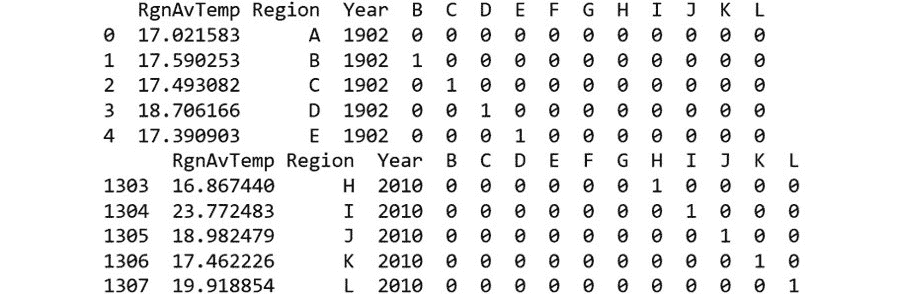 RgnAvTemp Region Year B C D E F G H I J K L
0 17.021583 A 1902 0 0 0 0 0 0 0 0 0 0 0
1 17.590253 B 1902 1 0 0 0 0 0 0 0 0 0 0
2 17.493082 C 1902 0 1 0 0 0 0 0 0 0 0 0
3 18.706166 D 1902 0 0 1 0 0 0 0 0 0 0 0
4 17.390903 E 1902 0 0 0 1 0 0 0 0 0 0 0
RgnAvTemp Region Year B C D E F G H I J K L
1303 16.867440 H 2010 0 0 0 0 0 0 1 0 0 0 0
1304 23.772483 I 2010 0 0 0 0 0 0 0 1 0 0 0
1305 18.982479 J 2010 0 0 0 0 0 0 0 0 1 0 0
1306 17.462226 K 2010 0 0 0 0 0 0 0 0 0 1 0
1307 19.918854 L 2010 0 0 0 0 0 0 0 0 0 0 1